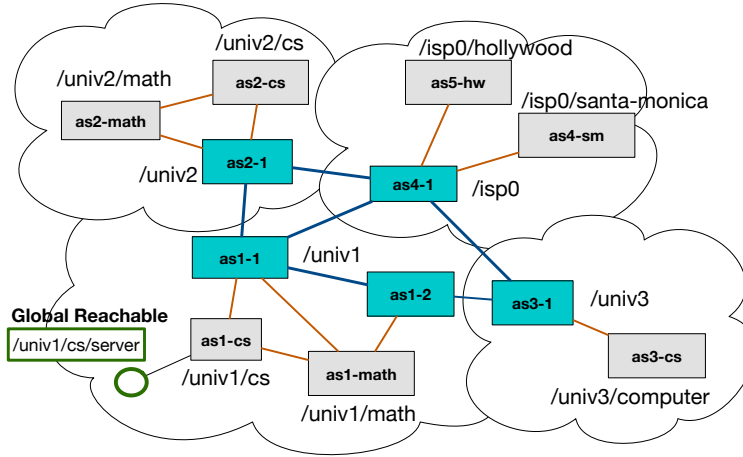 /univ2/cs
/isp0/hollywood
/univ2/math
as2-cs
as5-hw
/isp0/santa-monica
as2-math
as4-sm
as2-1
/univ2
as4-1
/isp0
as1-1
/univ1
as1-2
as3-1
/univ3
Global Reachable
/univ1/cs/server
as1-cs
as3-cs
/univ1/cs
as1-math
/univ3/computer
/univ1/math